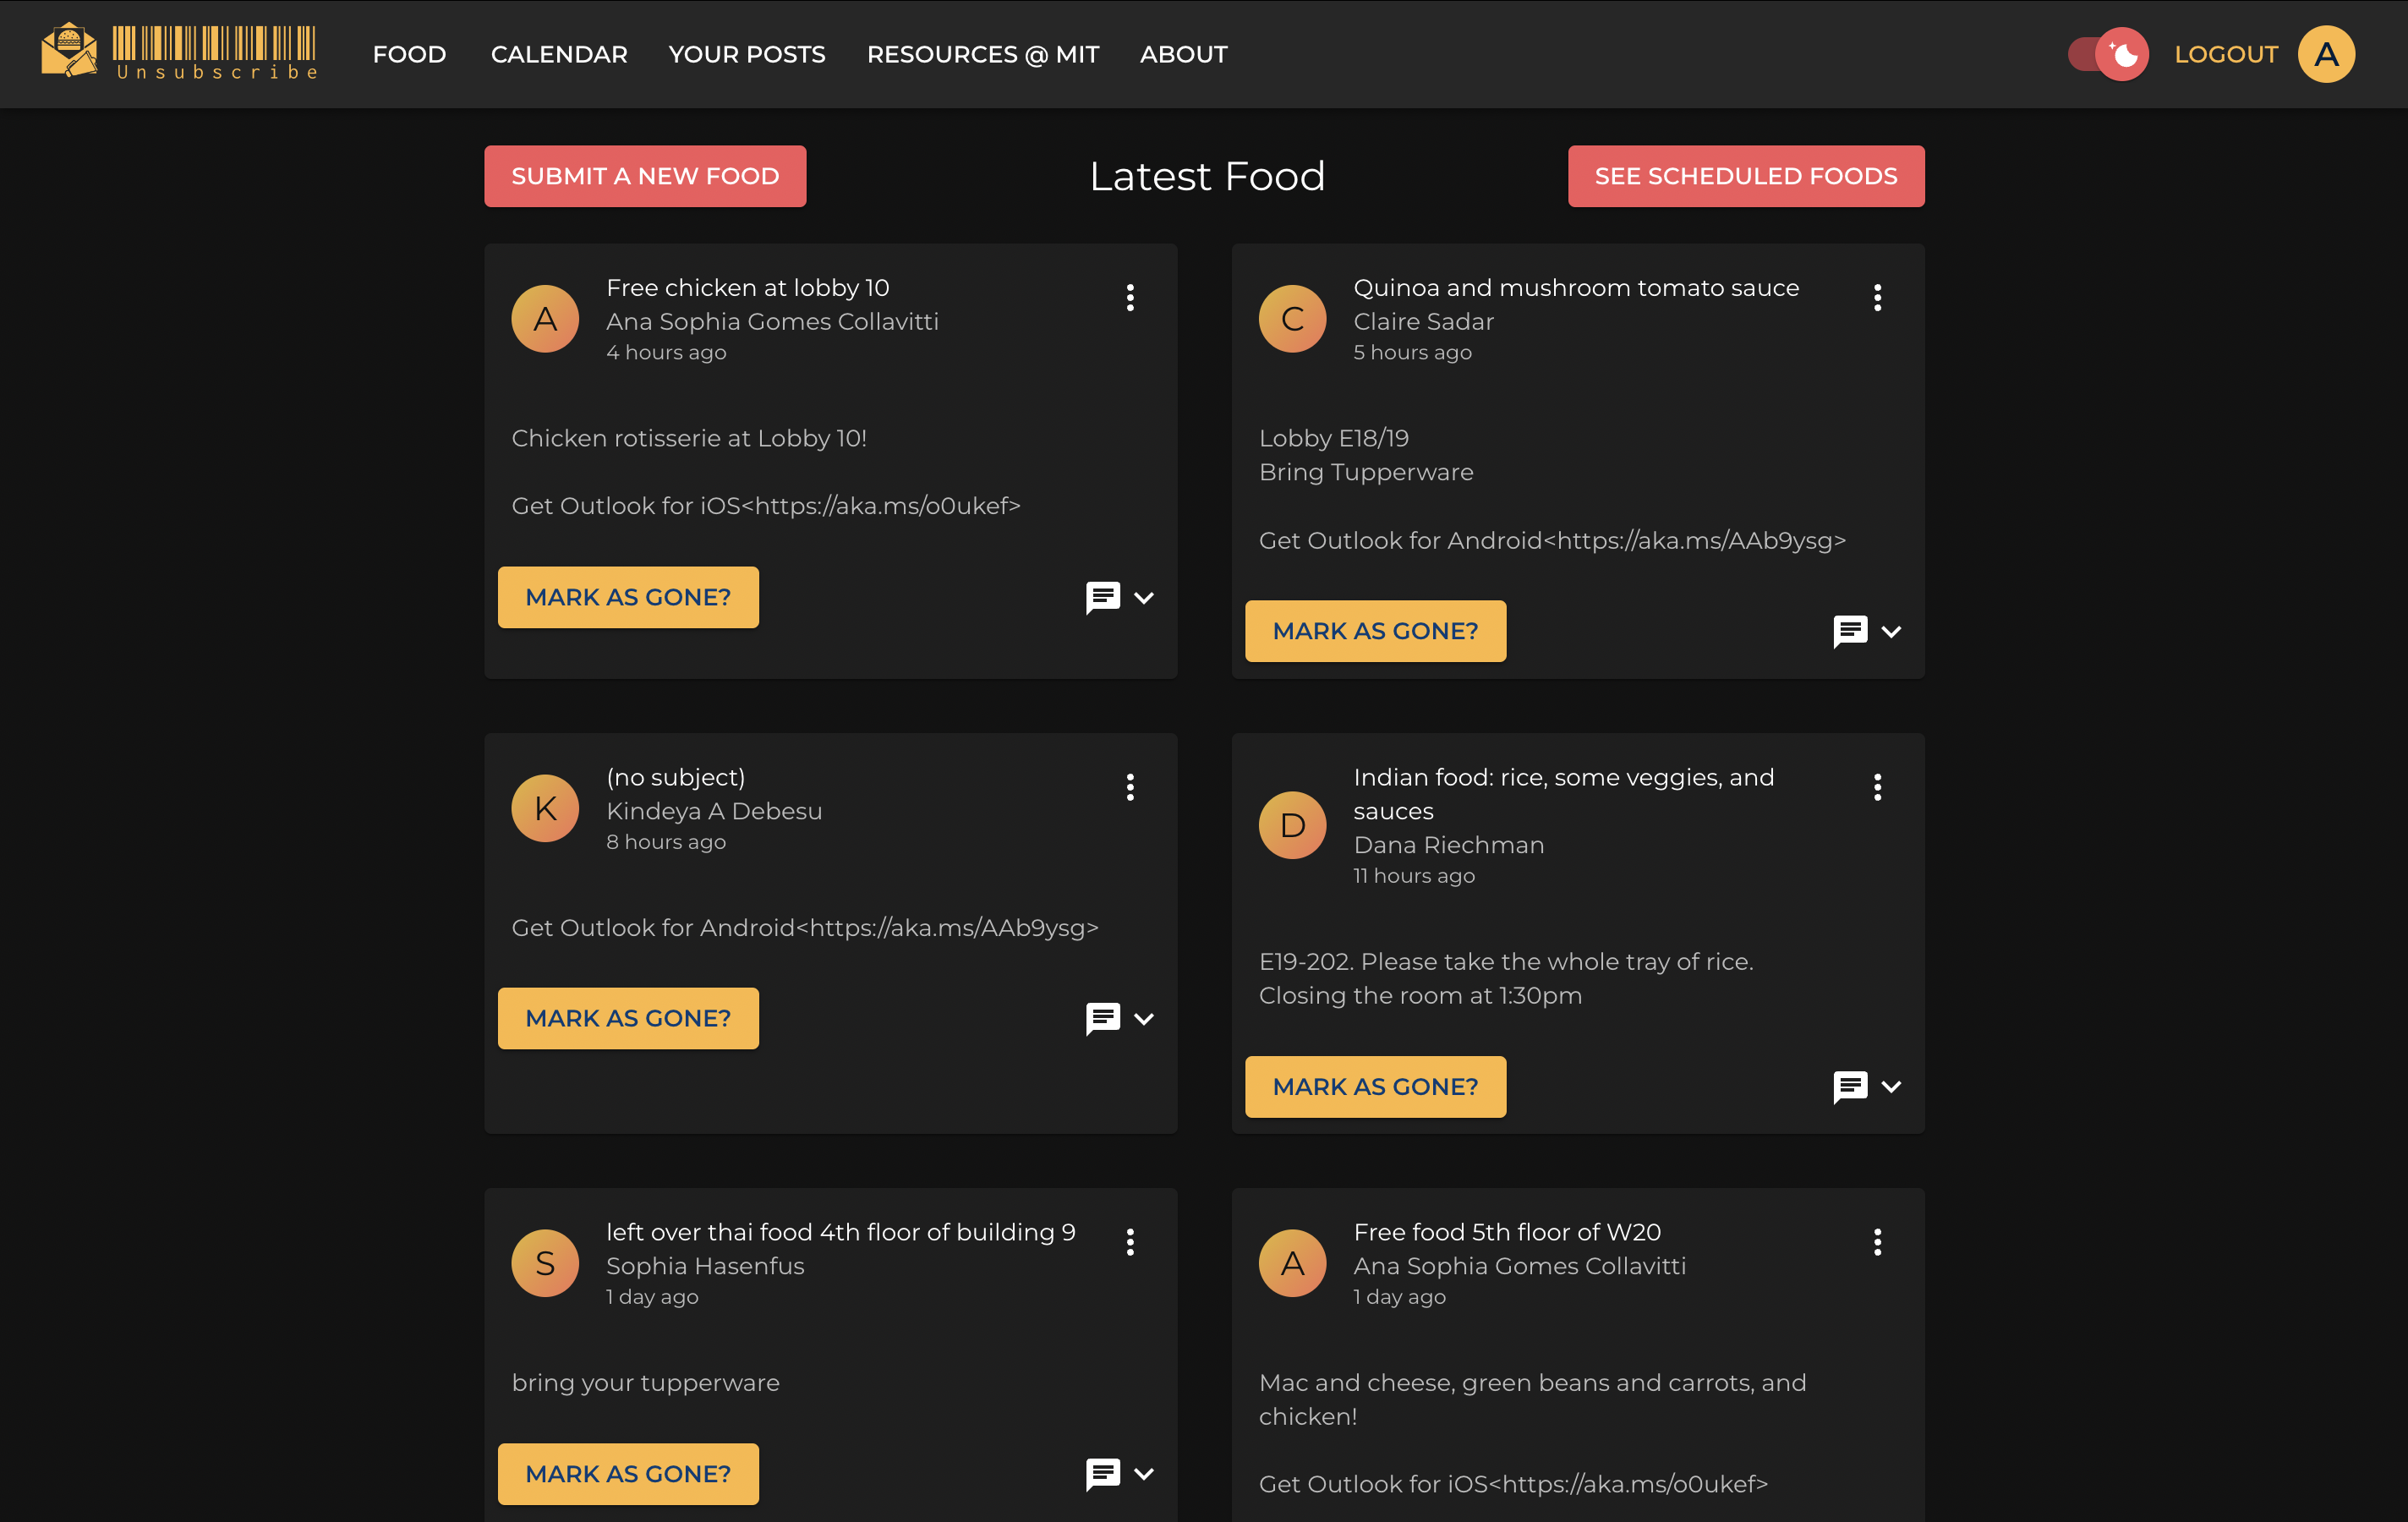 Unsubscribe
FOOD
CALENDAR
YOUR POSTS
RESOURCES @ MIT
ABOUT
LOGOUT
A
SUBMIT A NEW FOOD
Latest Food
SEE SCHEDULED FOODS
A
Free chicken at lobby 10
Ana Sophia Gomes Collavitti
4 hours ago
Chicken rotisserie at Lobby 10!
Get Outlook for iOS<https://aka.ms/o0ukef>
MARK AS GONE?
C
Quinoa and mushroom tomato sauce
Claire Sadar
5 hours ago
Lobby E18/19
Bring Tupperware
Get Outlook for Android<https://aka.ms/AAb9ysg>
MARK AS GONE?
K
(no subject)
Kindeya A Debesu
8 hours ago
Get Outlook for Android<https://aka.ms/AAb9ysg>
MARK AS GONE?
D
Indian food: rice, some veggies, and
sauces
Dana Riechman
11 hours ago
E19-202. Please take the whole tray of rice.
Closing the room at 1:30pm
MARK AS GONE?
S
left over thai food 4th floor of building 9
Sophia Hasenfus
1 day ago
bring your tupperware
MARK AS GONE?
A
Free food 5th floor of W20
Ana Sophia Gomes Collavitti
1 day ago
Mac and cheese, green beans and carrots, and
chicken!
Get Outlook for iOS<https://aka.ms/o0ukef>